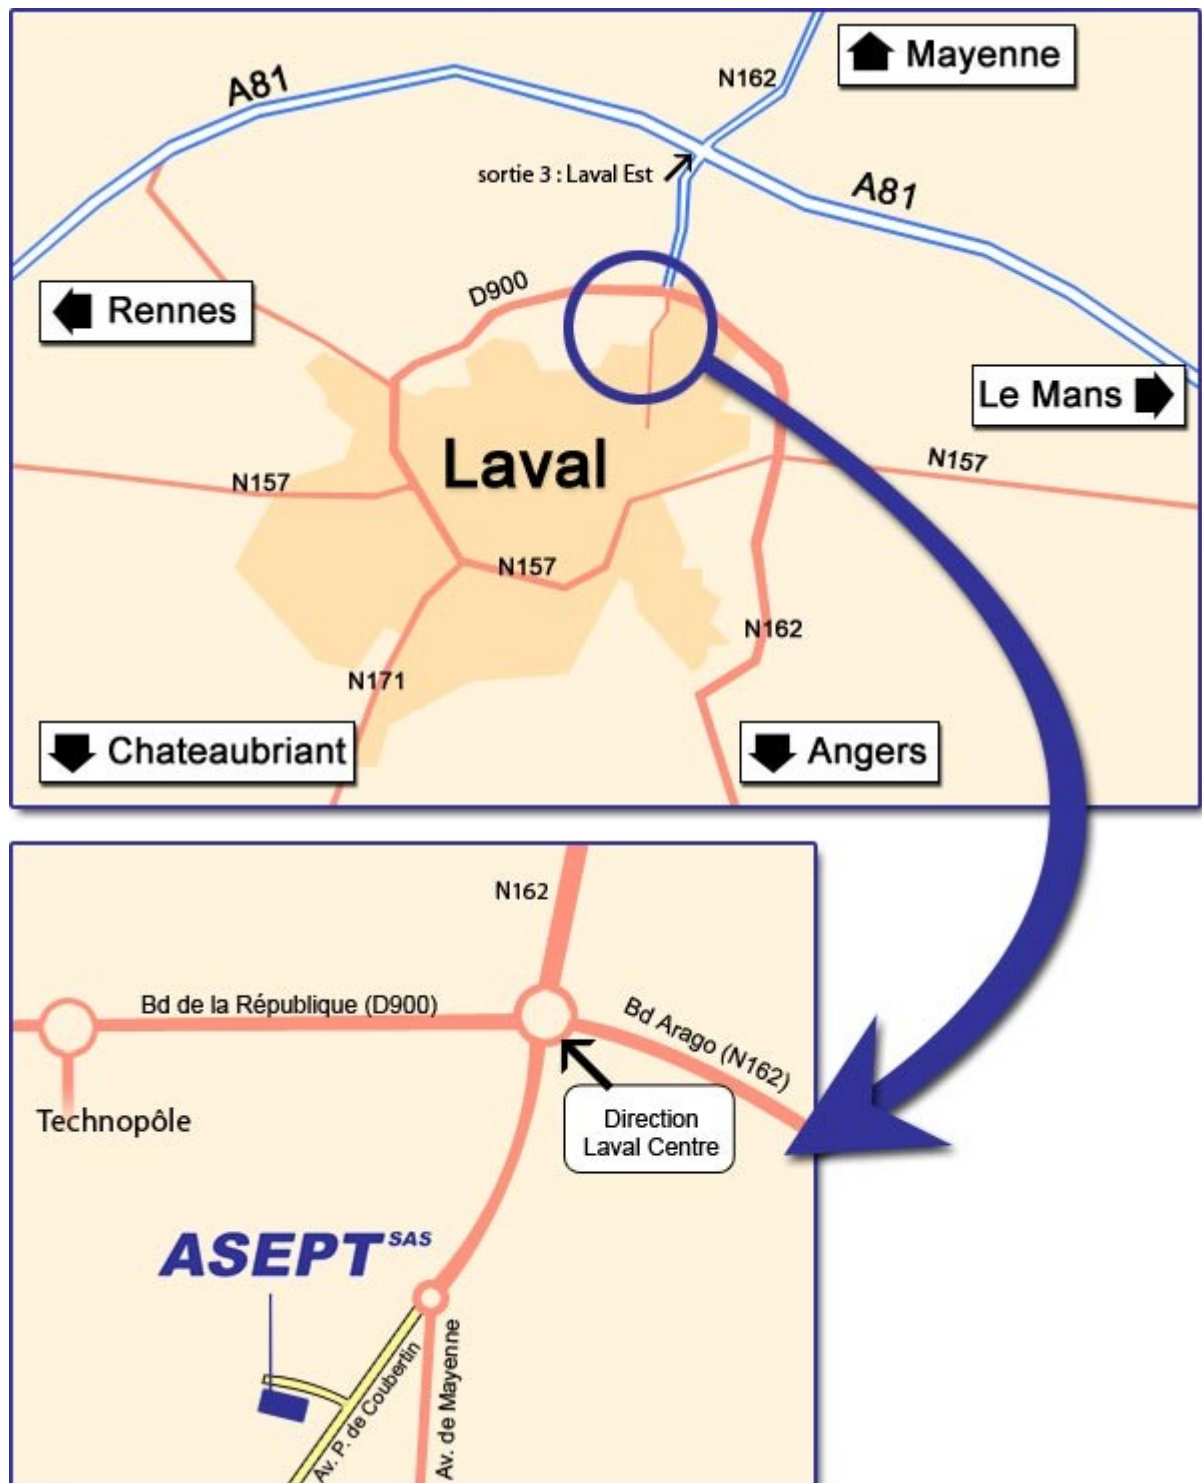 Mayenne
N162
A81
sortie 3 : Laval Est
A81
D900
Rennes
Le Mans
Laval
N157
N157
N157
N162
N171
Chateaubriant
Angers
N162
Bd de la République (D900)
Bd Arago (N162)
Direction
Laval Centre
Technopôle
ASEPT SAS
Av. P. de Coubertin
Av. de Mayenne